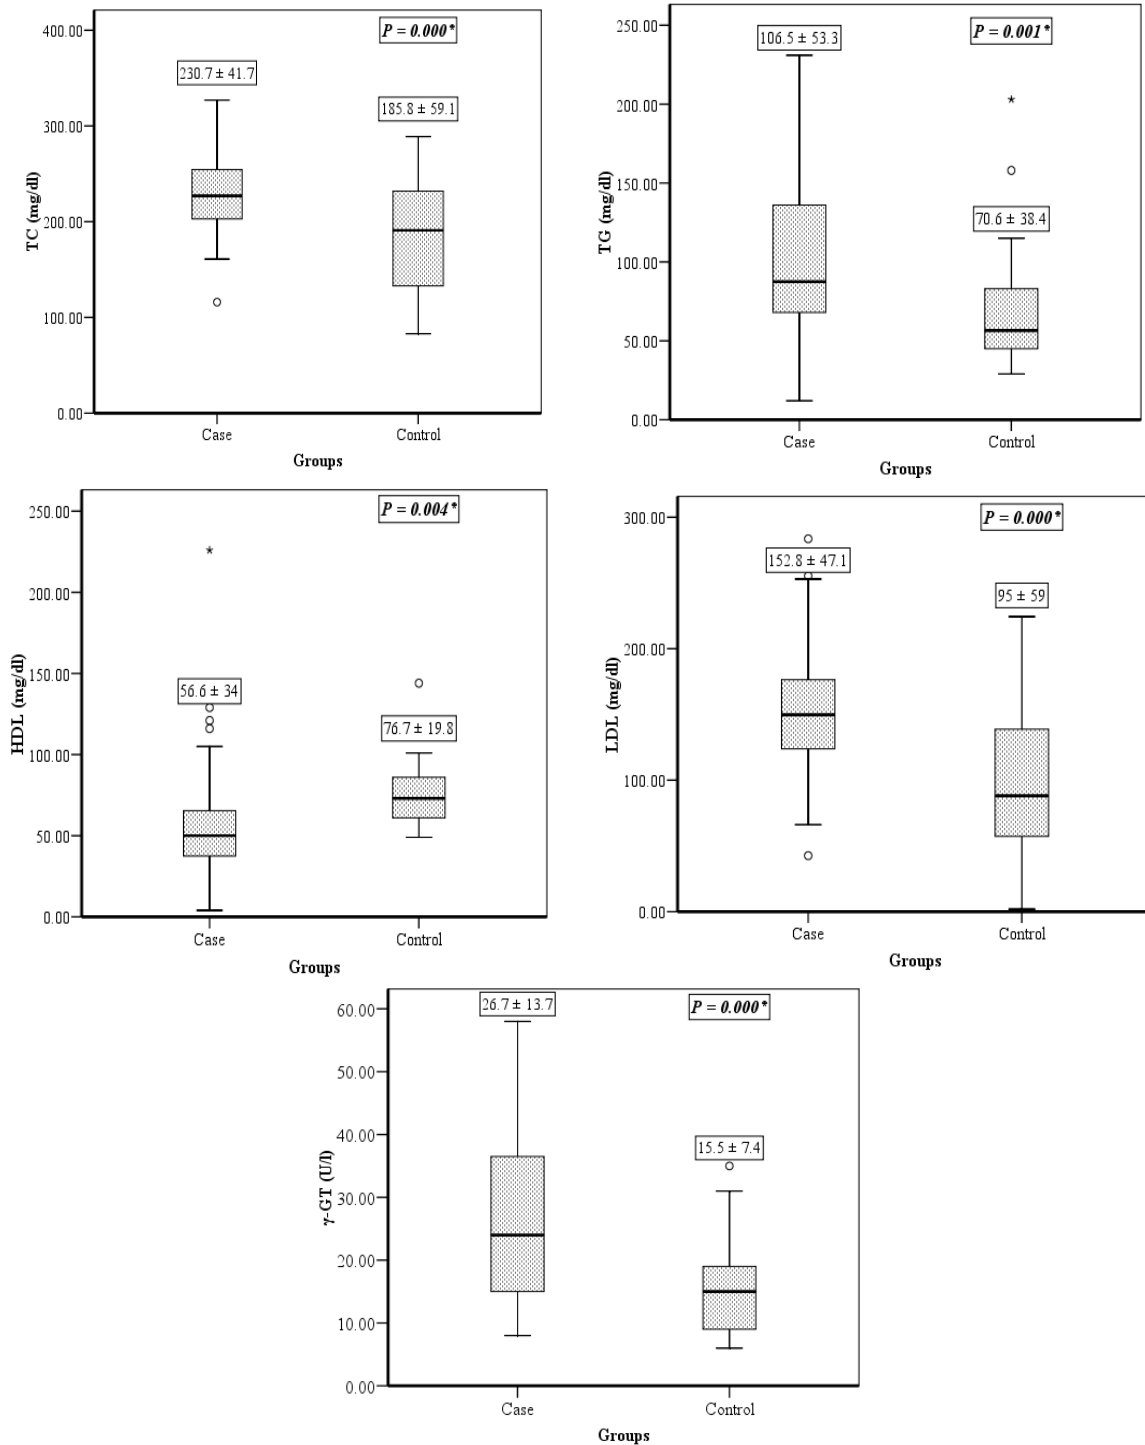 400.00
300.00
200.00
100.00
0.00
TC (mg/dl)
P = 0.000*
230.7 ± 41.7
185.8 ± 59.1
Case
Control
Groups
250.00
200.00
150.00
100.00
50.00
0.00
TG (mg/dl)
106.5 ± 53.3
P = 0.001*
*
70.6 ± 38.4
Case
Control
Groups
250.00
200.00
150.00
100.00
50.00
0.00
HDL (mg/dl)
P = 0.004*
*
56.6 ± 34
76.7 ± 19.8
Case
Control
Groups
300.00
200.00
100.00
0.00
LDL (mg/dl)
P = 0.000*
152.8 ± 47.1
95 ± 59
Case
Control
Groups
60.00
50.00
40.00
30.00
20.00
10.00
0.00
γ-GT (U/l)
26.7 ± 13.7
P = 0.000*
15.5 ± 7.4
Case
Control
Groups